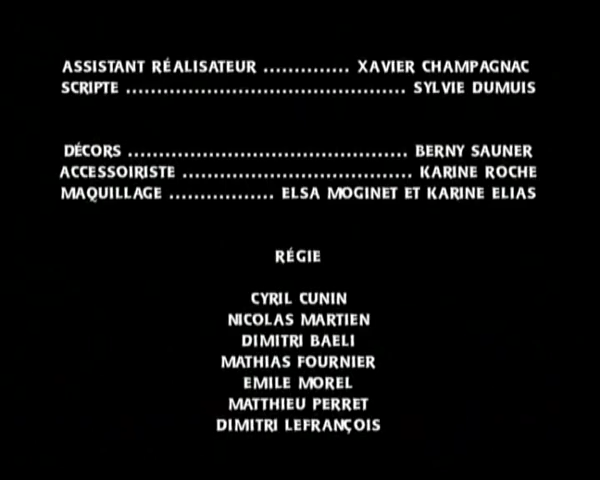 ASSISTANT RÉALISATEUR .............. XAVIER CHAMPAGNAC
SCRIPTE ............................................. SYLVIE DUMUIS
DÉCORS ............................................. BERNY SAUNER
ACCESSOIRISTE ..................................... KARINE ROCHE
MAQUILLAGE ................. ELSA MOGINET ET KARINE ELIAS
RÉGIE
CYRIL CUNIN
NICOLAS MARTIEN
DIMITRI BAELI
MATHIAS FOURNIER
EMILE MOREL
MATTHIEU PERRET
DIMITRI LEFRANÇOIS